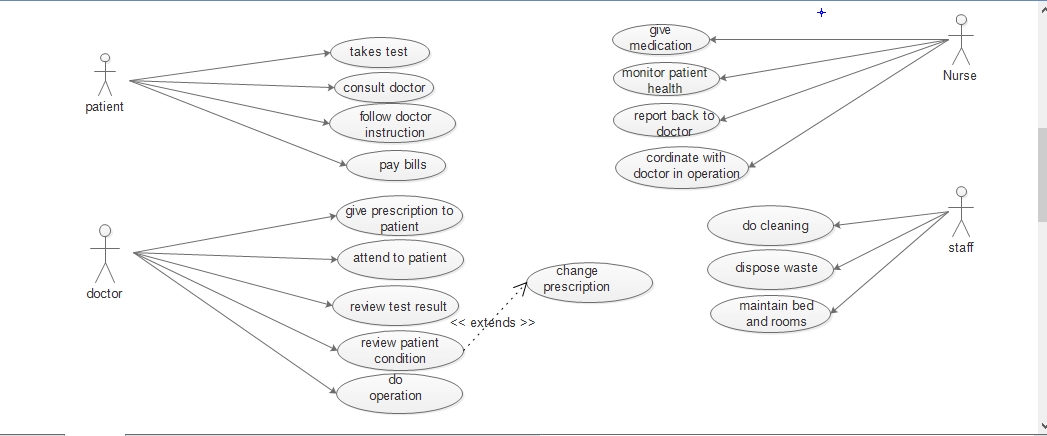 takes test
consult doctor
follow doctor
instruction
pay bills
patient
give prescription to
patient
attend to patient
review test result
review patient
condition
do
operation
doctor
<< extends >>
change
prescription
give
medication
monitor patient
health
report back to
doctor
cordinate with
doctor in operation
Nurse
do cleaning
dispose waste
maintain bed
and rooms
staff